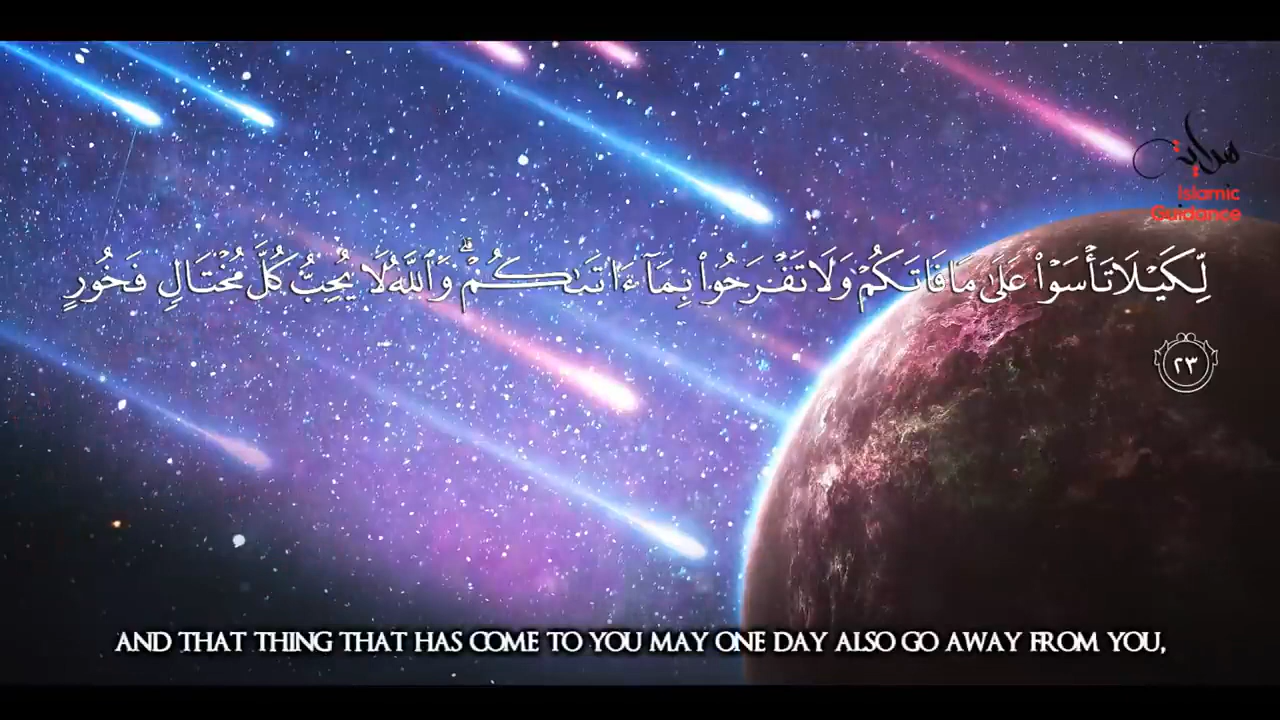 هداية
Islamic
Guidance
لِّكَيْلَا تَأْسَوْا۟ عَلَىٰ مَا فَاتَكُمْ وَلَا تَفْرَحُوا۟ بِمَآ ءَاتَىٰكُمْ ۗ وَٱللَّهُ لَا يُحِبُّ كُلَّ مُخْتَالٍ فَخُورٍ
٢٣
AND THAT THING THAT HAS COME TO YOU MAY ONE DAY ALSO GO AWAY FROM YOU,